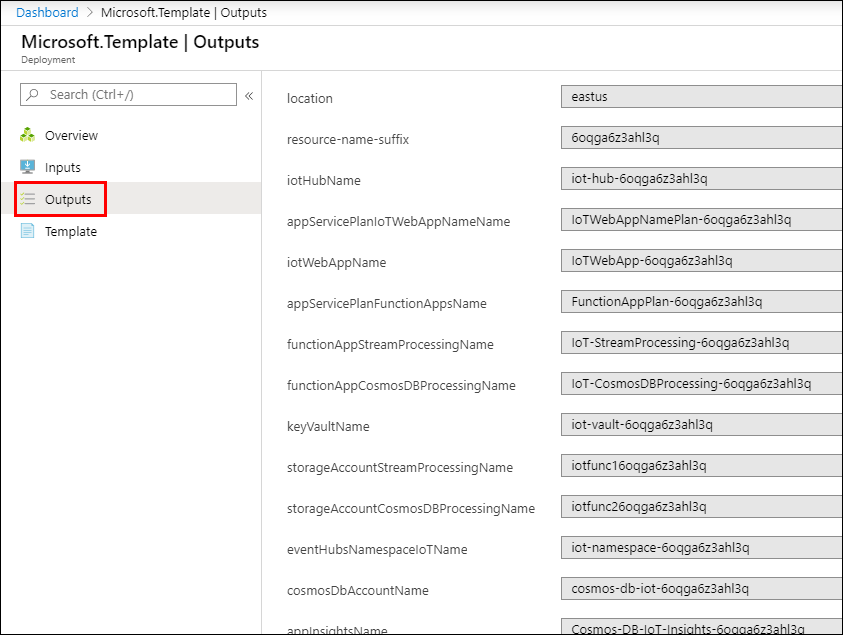 Dashboard > Microsoft.Template | Outputs
Microsoft.Template | Outputs
Deployment
Search (Ctrl+/)
«
Overview
Inputs
Outputs
Template
location eastus
resource-name-suffix 6oqga6z3ahl3q
iotHubName iot-hub-6oqga6z3ahl3q
appServicePlanIoTWebAppNameName IoTWebAppNamePlan-6oqga6z3ahl3q
iotWebAppName IoTWebApp-6oqga6z3ahl3q
appServicePlanFunctionAppsName FunctionAppPlan-6oqga6z3ahl3q
functionAppStreamProcessingName IoT-StreamProcessing-6oqga6z3ahl3q
functionAppCosmosDBProcessingName IoT-CosmosDBProcessing-6oqga6z3ahl3q
keyVaultName iot-vault-6oqga6z3ahl3q
storageAccountStreamProcessingName iotfunc16oqga6z3ahl3q
storageAccountCosmosDBProcessingName iotfunc26oqga6z3ahl3q
eventHubsNamespaceIoTName iot-namespace-6oqga6z3ahl3q
cosmosDbAccountName cosmos-db-iot-6oqga6z3ahl3q
appInsightsName Cosmos-DB-IoT-Insights-6oqga6z3ahl3q